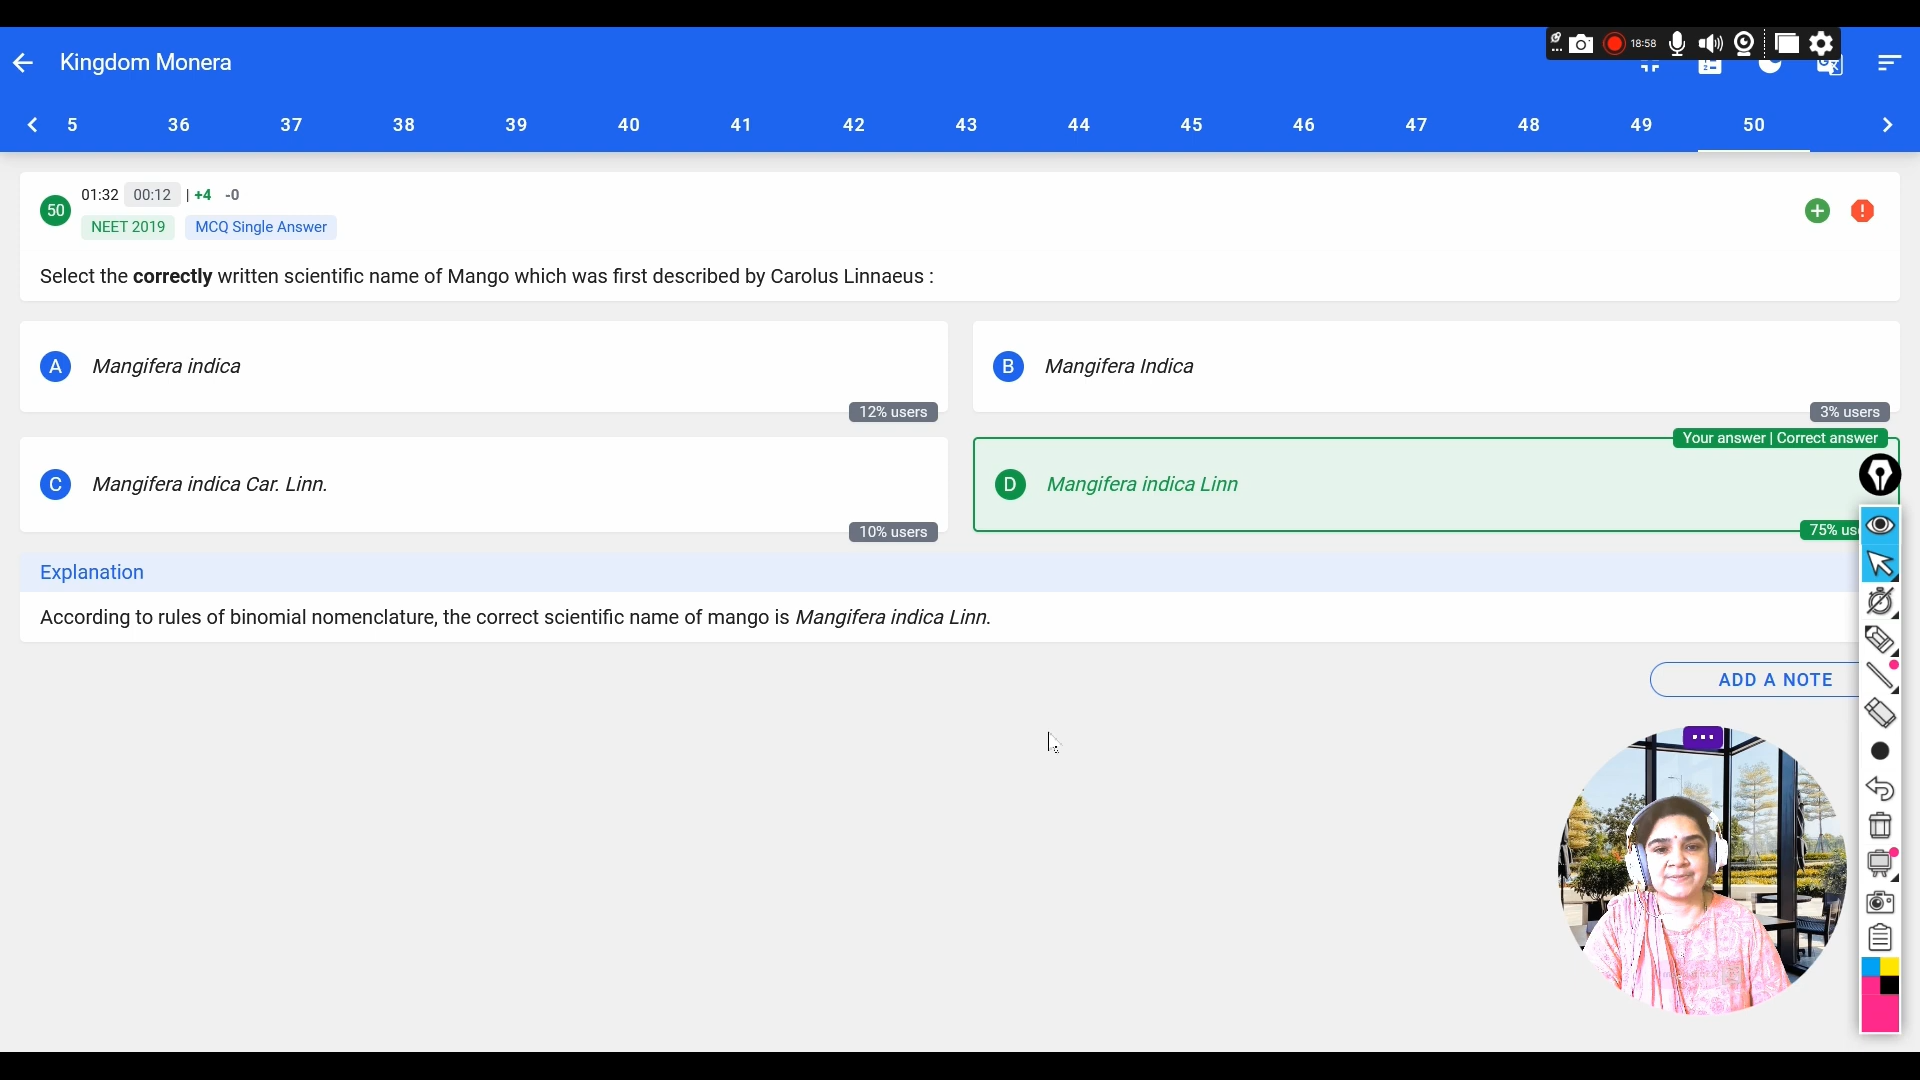 18:58
Kingdom Monera
5 36 37 38 39 40 41 42 43 44 45 46 47 48 49 50
50 01:32 00:12 | +4 -0
NEET 2019 MCQ Single Answer
Select the correctly written scientific name of Mango which was first described by Carolus Linnaeus :
A Mangifera indica
12% users
B Mangifera Indica
3% users
C Mangifera indica Car. Linn.
10% users
Your answer | Correct answer
D Mangifera indica Linn
75% us
Explanation
According to rules of binomial nomenclature, the correct scientific name of mango is Mangifera indica Linn.
ADD A NOTE